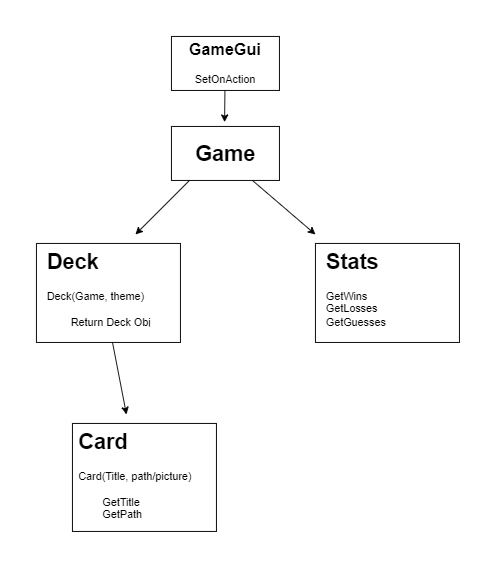 GameGui
SetOnAction
Game
Deck
Deck(Game, theme)
Return Deck Obj
Stats
GetWins
GetLosses
GetGuesses
Card
Card(Title, path/picture)
GetTitle
GetPath